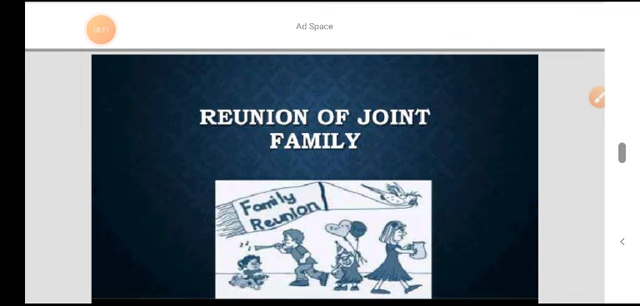 Ad Space
REUNION OF JOINT
FAMILY
Family
Reunion